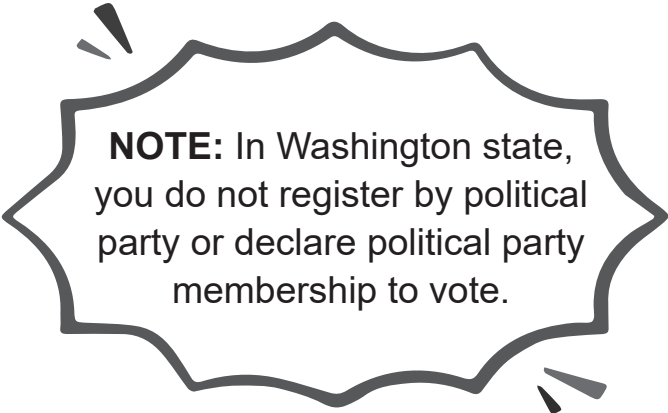 NOTE: In Washington state,
you do not register by political
party or declare political party
membership to vote.